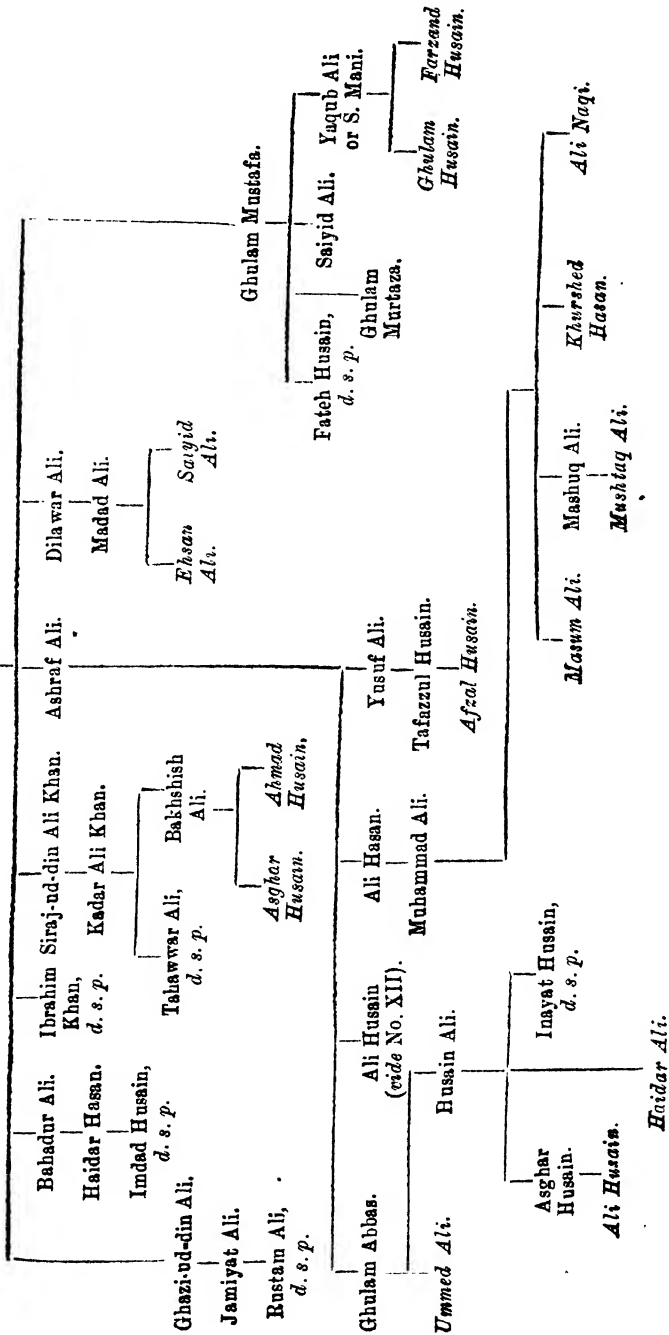 Bahadur Ali.
Haidar Hasan.
Imdad Husain,
d. s. p.
Ibrahim
Khan,
d. s. p.
Siraj-ud-din Ali Khan.
Kadar Ali Khan.
Tahawwar Ali,
d. s. p.
Bakhshish
Ali.
Asghar
Husain.
Ahmad
Husain,
Ashraf Ali.
Dilawar Ali.
Madad Ali.
Ehsan
Ali.
Saiyid
Ali.
Ghulam Mustafa.
Fateh Husain,
d. s. p.
Ghulam
Murtaza.
Saiyid Ali.
Yaqub Ali
or S. Mani.
Ghulam
Husain.
Farzand
Husain.
Ghazi-ud-din Ali.
Jamiyat Ali.
Rustam Ali,
d. s. p.
Ghulam Abbas.
Ali Husain
(vide No. XII).
Ali Hasan.
Yusuf Ali.
Ummed Ali.
Husain Ali.
Muhammad Ali.
Tafazzul Husain.
Afzal Husain.
Asghar
Husain.
Ali Husain.
Inayat Husain,
d. s. p.
Haidar Ali.
Masum Ali.
Mashuq Ali.
Mushtaq Ali.
Khurshed
Hasan.
Ali Naqi.